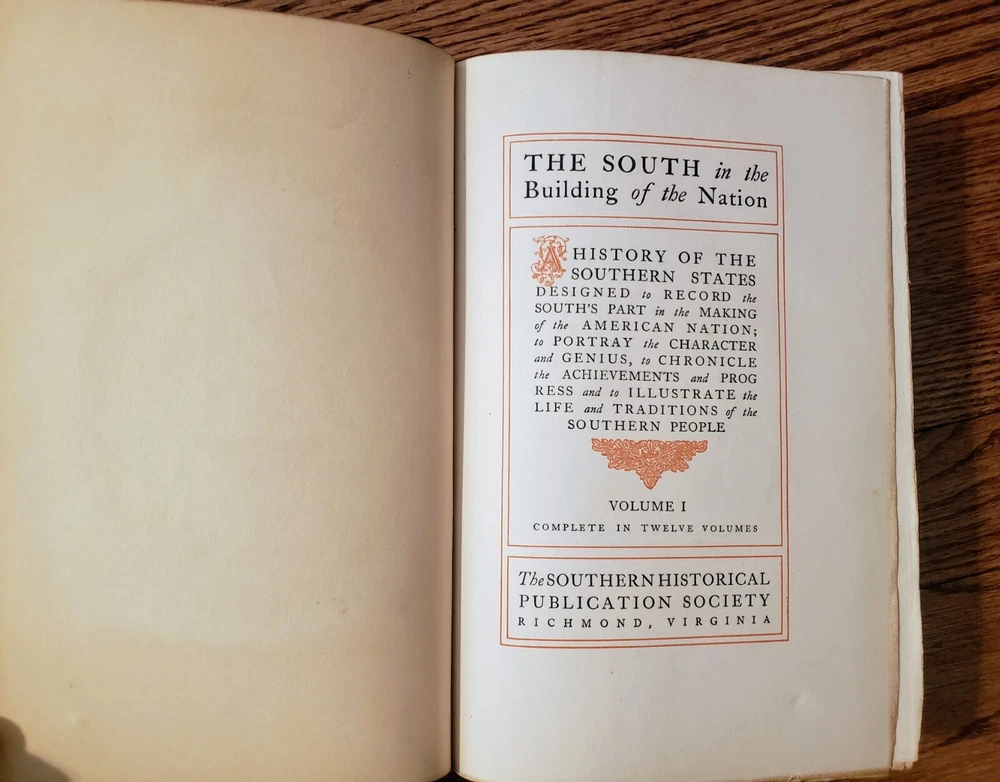 THE SOUTH in the
Building of the Nation
A HISTORY OF THE
SOUTHERN STATES
DESIGNED to RECORD the
SOUTH'S PART in the MAKING
of the AMERICAN NATION;
to PORTRAY the CHARACTER
and GENIUS, to CHRONICLE
the ACHIEVEMENTS and PROG
RESS and to ILLUSTRATE the
LIFE and TRADITIONS of the
SOUTHERN PEOPLE
VOLUME I
COMPLETE IN TWELVE VOLUMES
The SOUTHERN HISTORICAL
PUBLICATION SOCIETY
RICHMOND, VIRGINIA